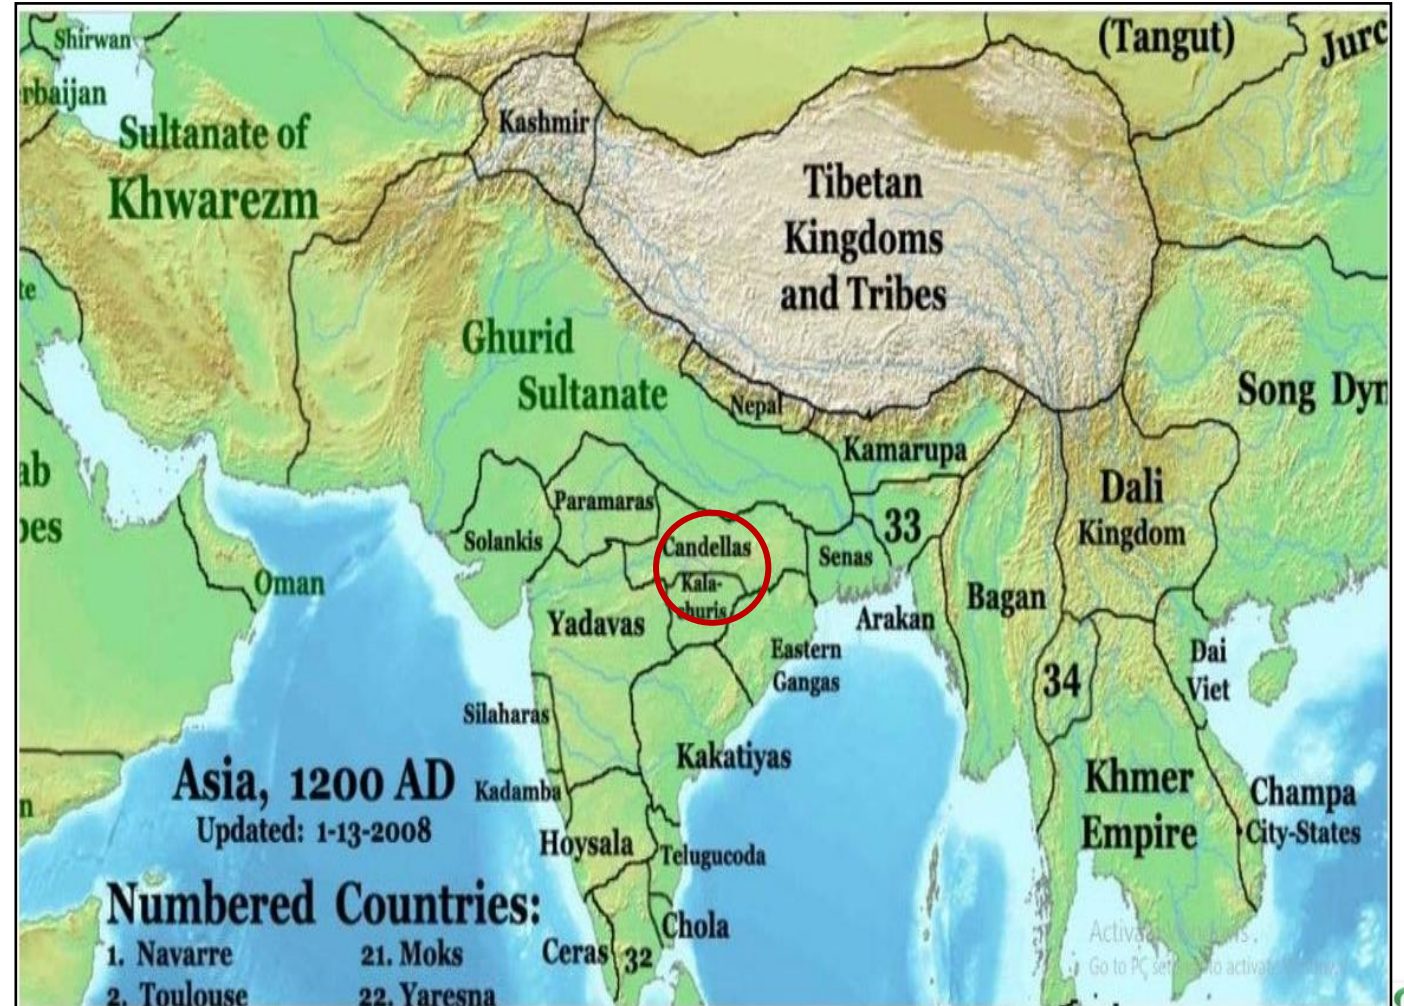 Shirwan
rbaijan
Sultanate of
Khwarezm
Kashmir
(Tangut)
Jurc
Tibetan
Kingdoms
and Tribes
te
Ghurid
Sultanate
Nepal
Song Dyn
ab
bes
Kamarupa
Dali
Kingdom
Paramaras
Solankis
33
Candellas
Senas
Kala-
churis
Oman
Yadavas
Arakan
Bagan
Eastern
Gangas
Dai
Viet
34
Silaharas
Kakatiyas
Asia, 1200 AD
Updated: 1-13-2008
Kadamba
Khmer
Empire
Champa
City-States
n
Hoysala
Telugucoda
Numbered Countries:
Chola
Ceras
32
1. Navarre
21. Moks
2. Toulouse
22. Yaresna